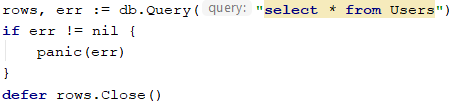 rows, err := db.Query( query: "select * from Users")
if err != nil {
    panic(err)
}
defer rows.Close()